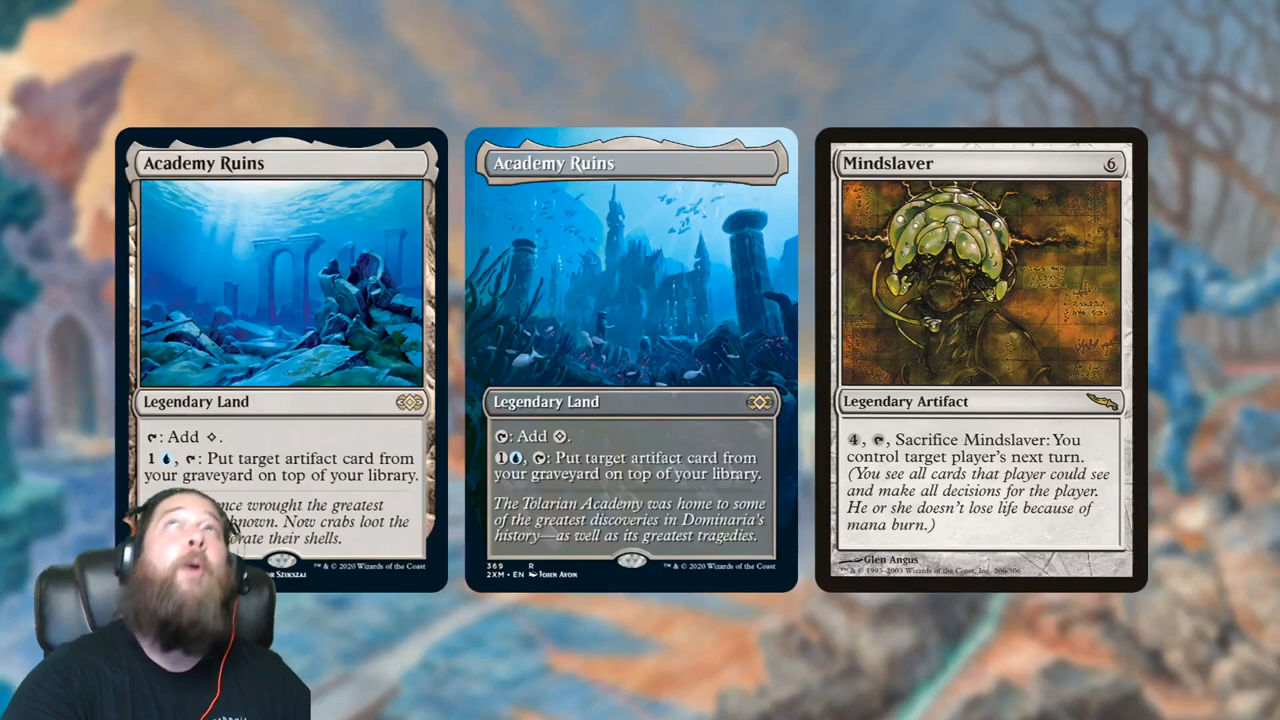 Academy Ruins
Legendary Land
: Add .
1 , : Put target artifact card from
your graveyard on top of your library.
once wrought the greatest
known. Now crabs loot the
their shells.
SZIKSZAI
™ & © 2020 Wizards of the Coast
Academy Ruins
Legendary Land
: Add .
1 , : Put target artifact card from
your graveyard on top of your library.
The Tolarian Academy was home to some
of the greatest discoveries in Dominaria's
history—as well as its greatest tragedies.
369 R
2XM • EN John Avon
™ & © 2020 Wizards of the Coast
Mindslaver 6
Legendary Artifact
4, , Sacrifice Mindslaver: You
control target player's next turn.
(You see all cards that player could see
and make all decisions for the player.
He or she doesn't lose life because of
mana burn.)
Glen Angus
™ & © 1993-2003 Wizards of the Coast, Inc. 206/306